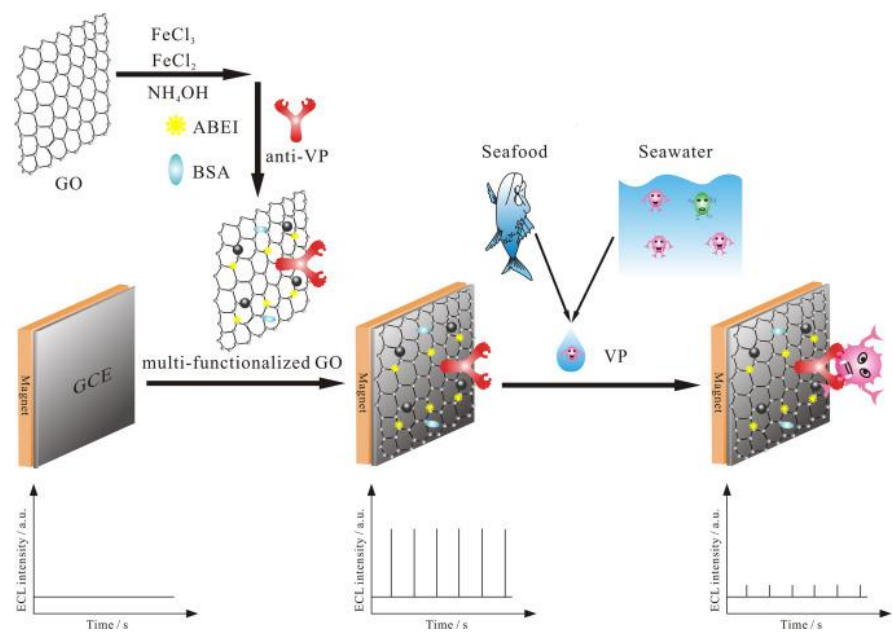 FeCl₃
FeCl₂
NH₄OH
ABEI
BSA
anti-VP
GO
Seafood
Seawater
VP
multi-functionalized GO
Magnet
GCE
Magnet
Magnet
ECL intensity / a.u.
Time / s
ECL intensity / a.u.
Time / s
ECL intensity / a.u.
Time / s